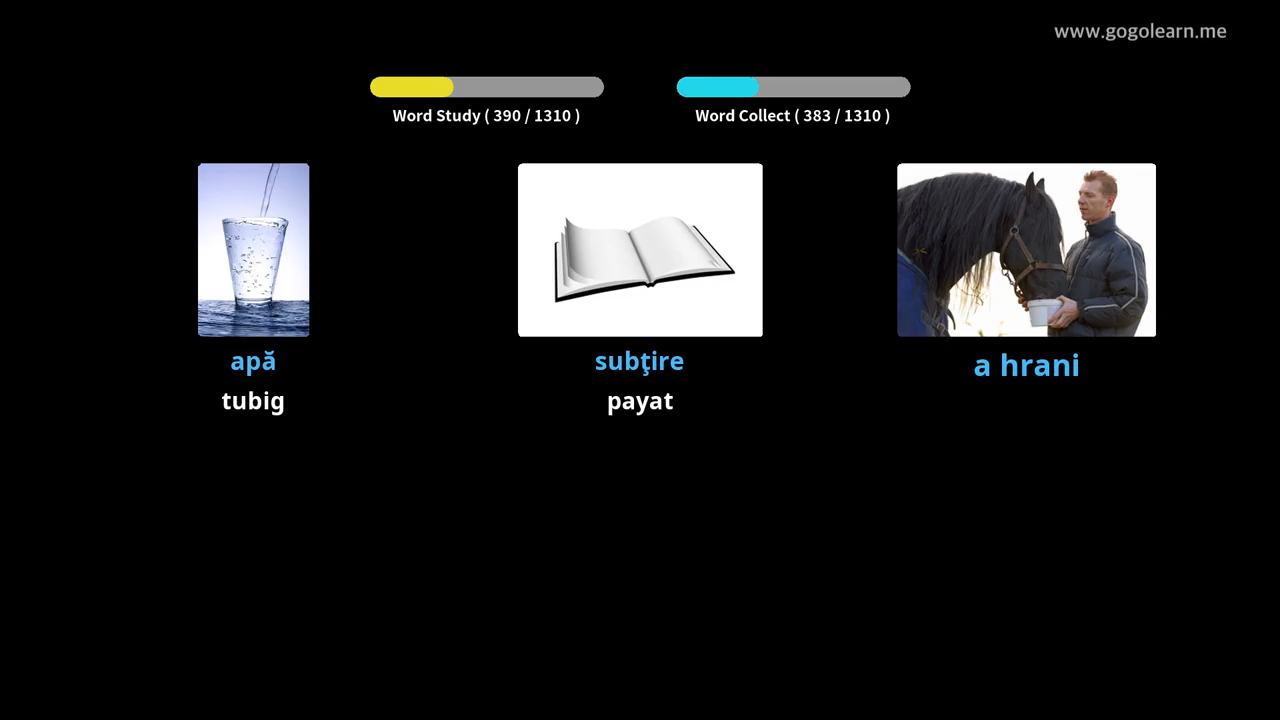 www.gogolearn.me
Word Study ( 390 / 1310 )
Word Collect ( 383 / 1310 )
apă
subţire
a hrani
tubig
payat